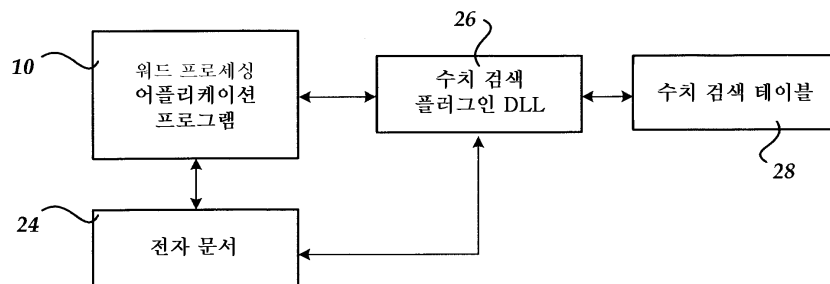 10
워드 프로세싱
어플리케이션
프로그램
26
수치 검색
플러그인 DLL
수치 검색 테이블
28
24
전자 문서